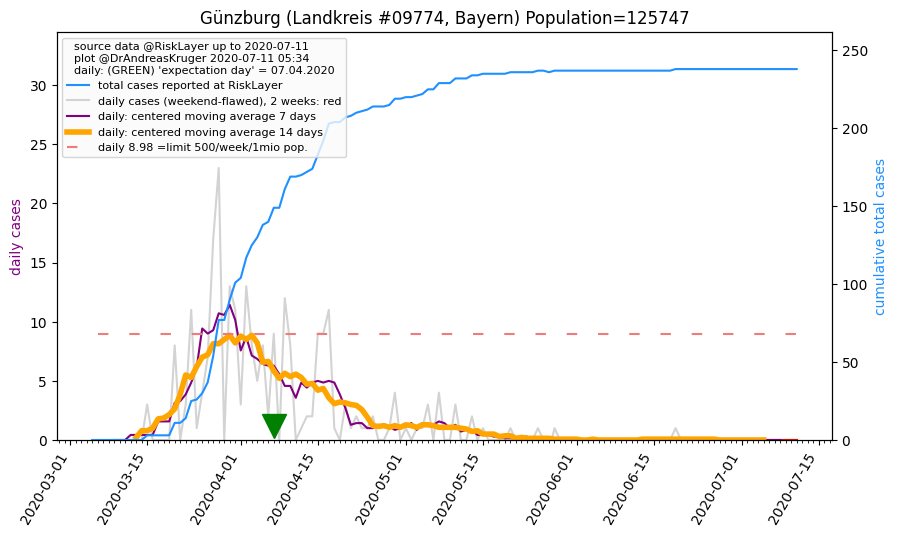 Günzburg (Landkreis #09774, Bayern) Population=125747
source data @RiskLayer up to 2020-07-11
plot @DrAndreasKruger 2020-07-11 05:34
daily: (GREEN) 'expectation day' = 07.04.2020
total cases reported at RiskLayer
daily cases (weekend-flawed), 2 weeks: red
daily: centered moving average 7 days
daily: centered moving average 14 days
daily 8.98 =limit 500/week/1mio pop.
daily cases
30
25
20
15
10
5
0
250
200
150
100
50
0
cumulative total cases
2020-03-01
2020-03-15
2020-04-01
2020-04-15
2020-05-01
2020-05-15
2020-06-01
2020-06-15
2020-07-01
2020-07-15